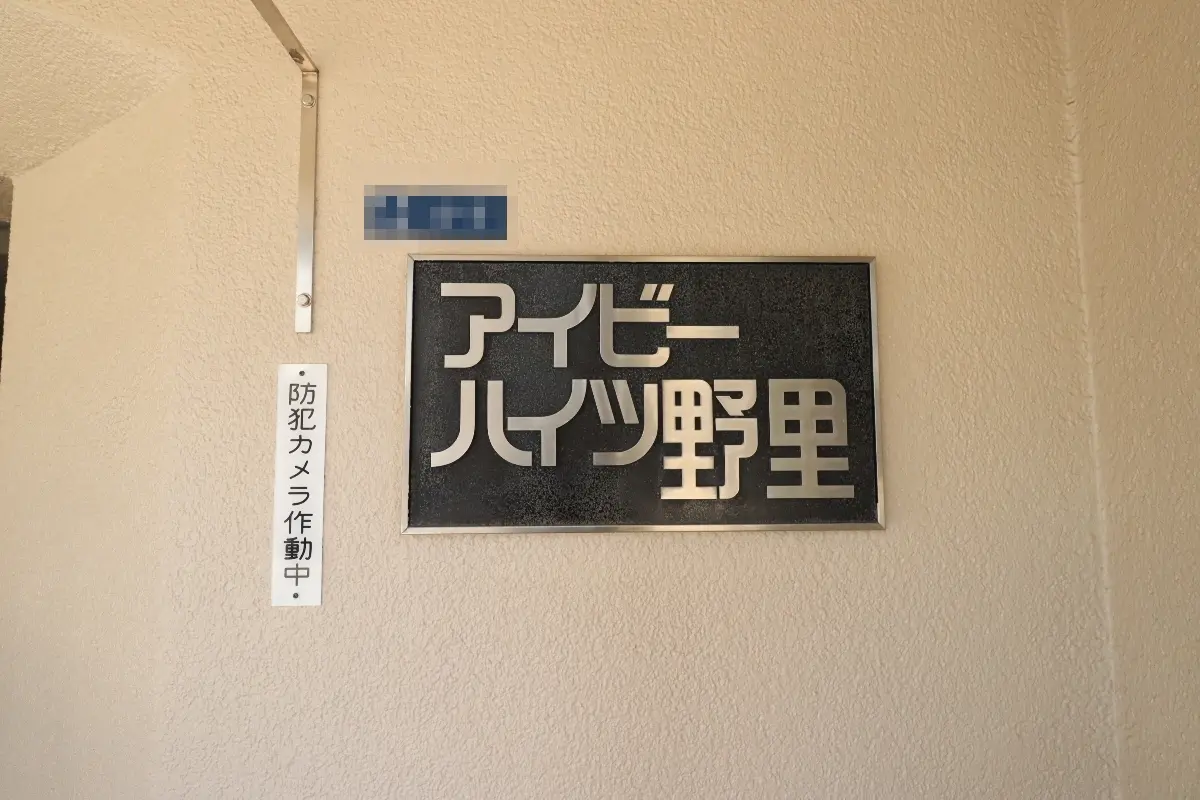 アイビー
ハイツ野里
防犯カメラ作動中